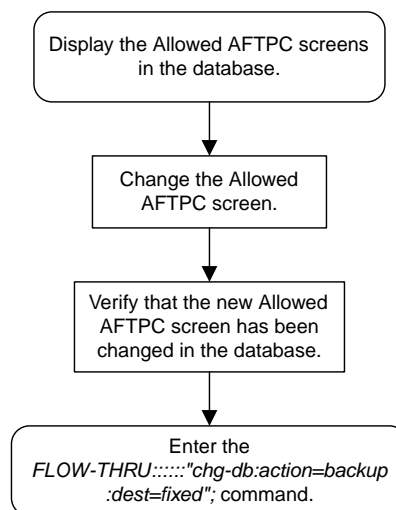 Display the Allowed AFTPC screens
in the database.
Change the Allowed
AFTPC screen.
Verify that the new Allowed
AFTPC screen has been
changed in the database.
Enter the
FLOW-THRU::::::"chg-db:action=backup
:dest=fixed"; command.